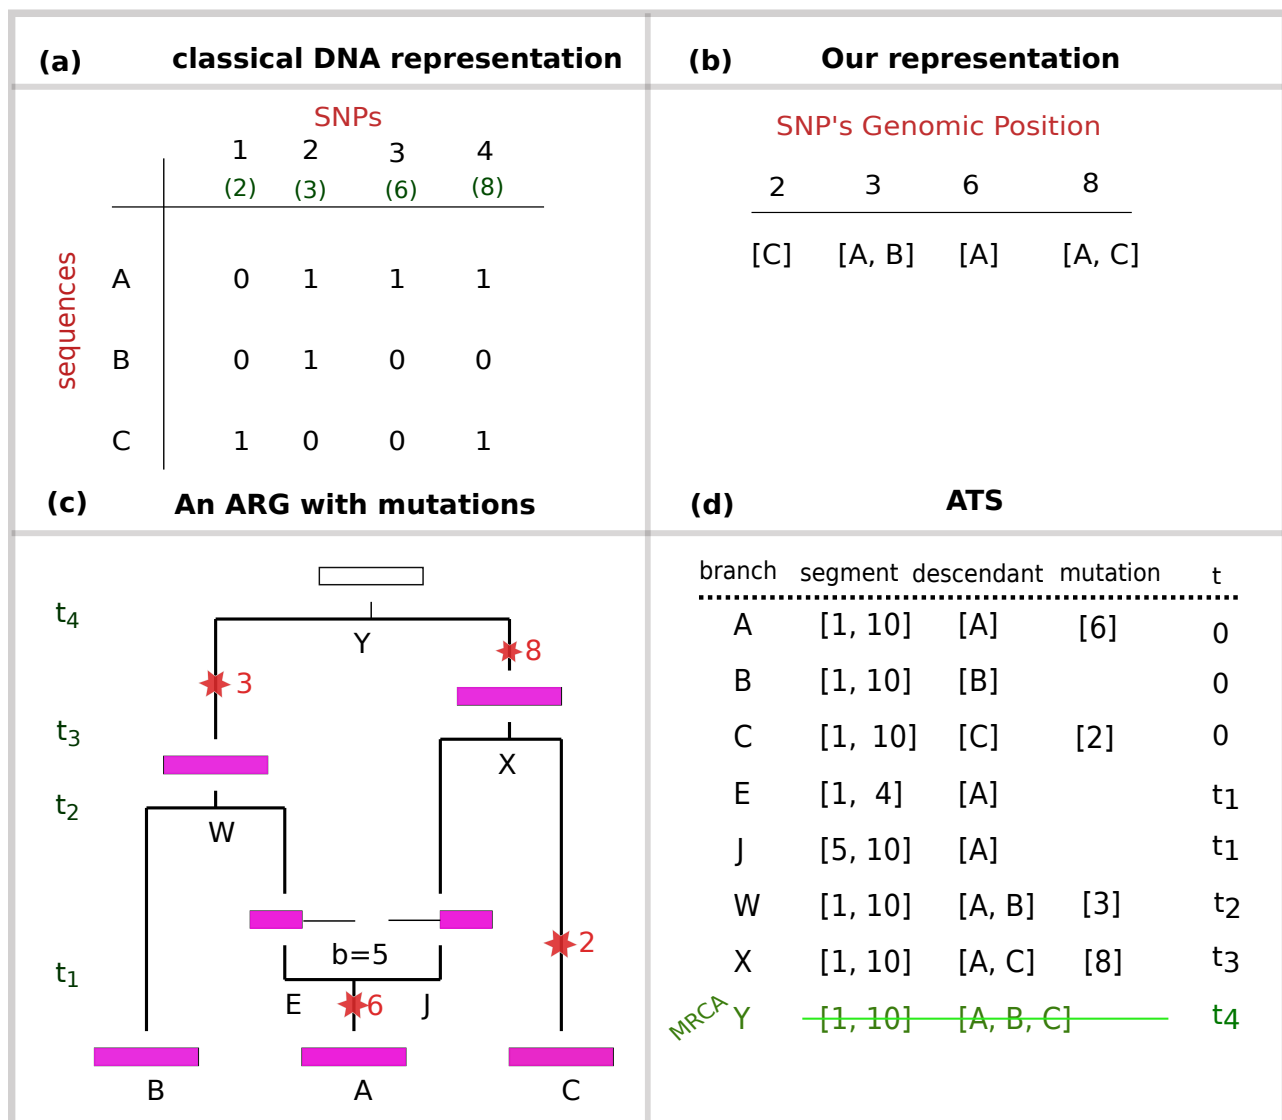 (a) classical DNA representation
SNPs
1 2 3 4
(2) (3) (6) (8)
sequences
A 0 1 1 1
B 0 1 0 0
C 1 0 0 1
(b) Our representation
SNP's Genomic Position
2 3 6 8
[C] [A, B] [A] [A, C]
(c) An ARG with mutations
t4
Y
8
3
t3
X
t2
W
2
b=5
t1
E 6 J
B A C
(d) ATS
branch segment descendant mutation t
A [1, 10] [A] [6] 0
B [1, 10] [B] 0
C [1, 10] [C] [2] 0
E [1, 4] [A] t1
J [5, 10] [A] t1
W [1, 10] [A, B] [3] t2
X [1, 10] [A, C] [8] t3
MRCA Y [1, 10] [A, B, C] t4